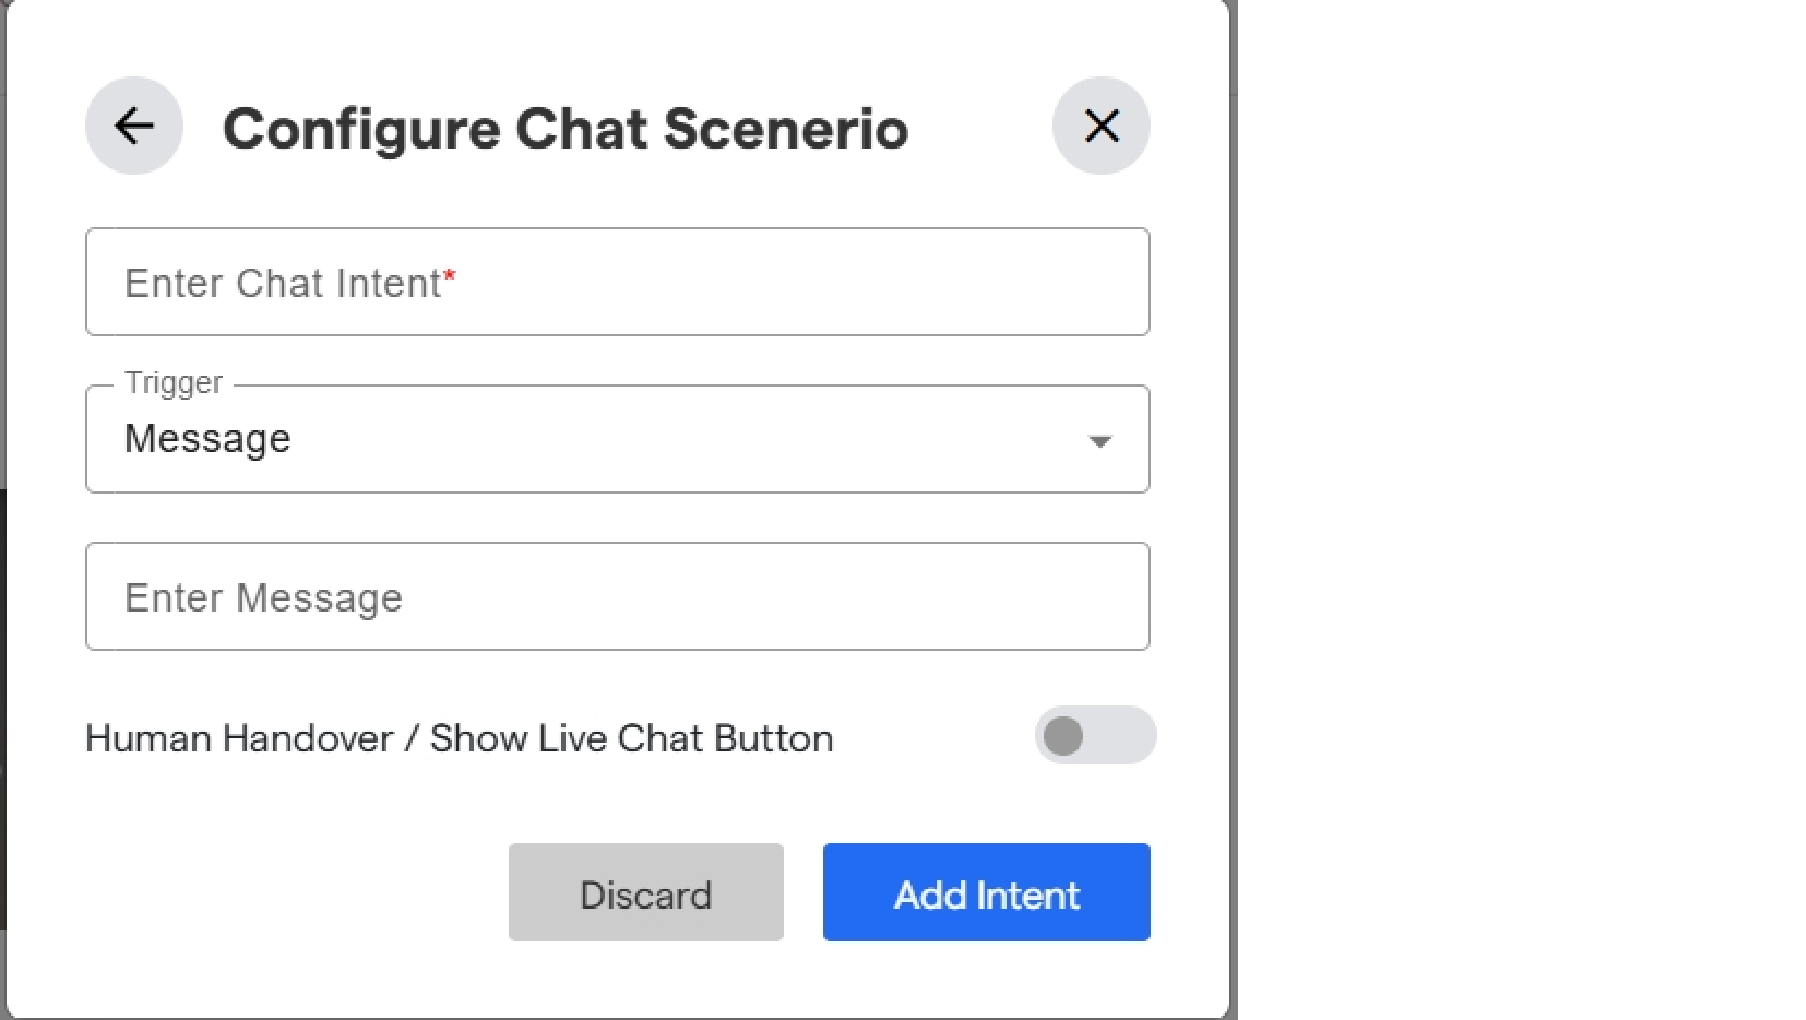 Configure Chat Scenerio
Enter Chat Intent*
Trigger
Message
Enter Message
Human Handover / Show Live Chat Button
Discard
Add Intent